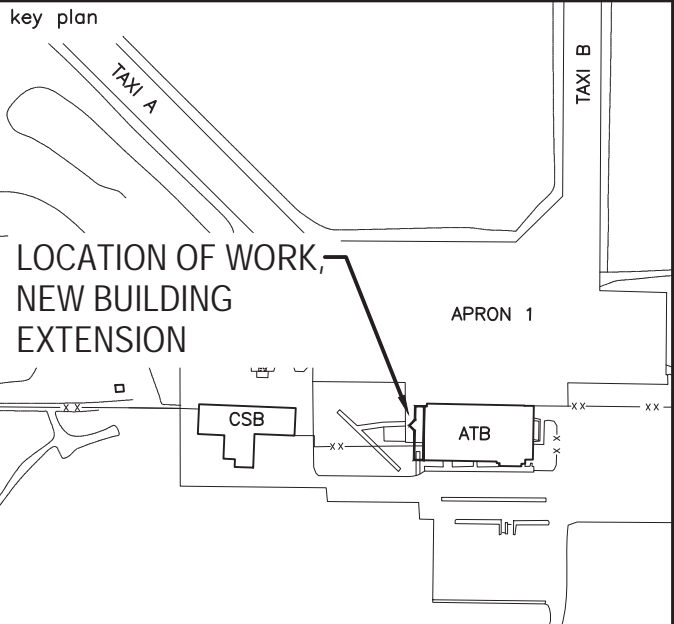 key plan
TAXI A
TAXI B
LOCATION OF WORK,
NEW BUILDING
EXTENSION
APRON 1
CSB
ATB